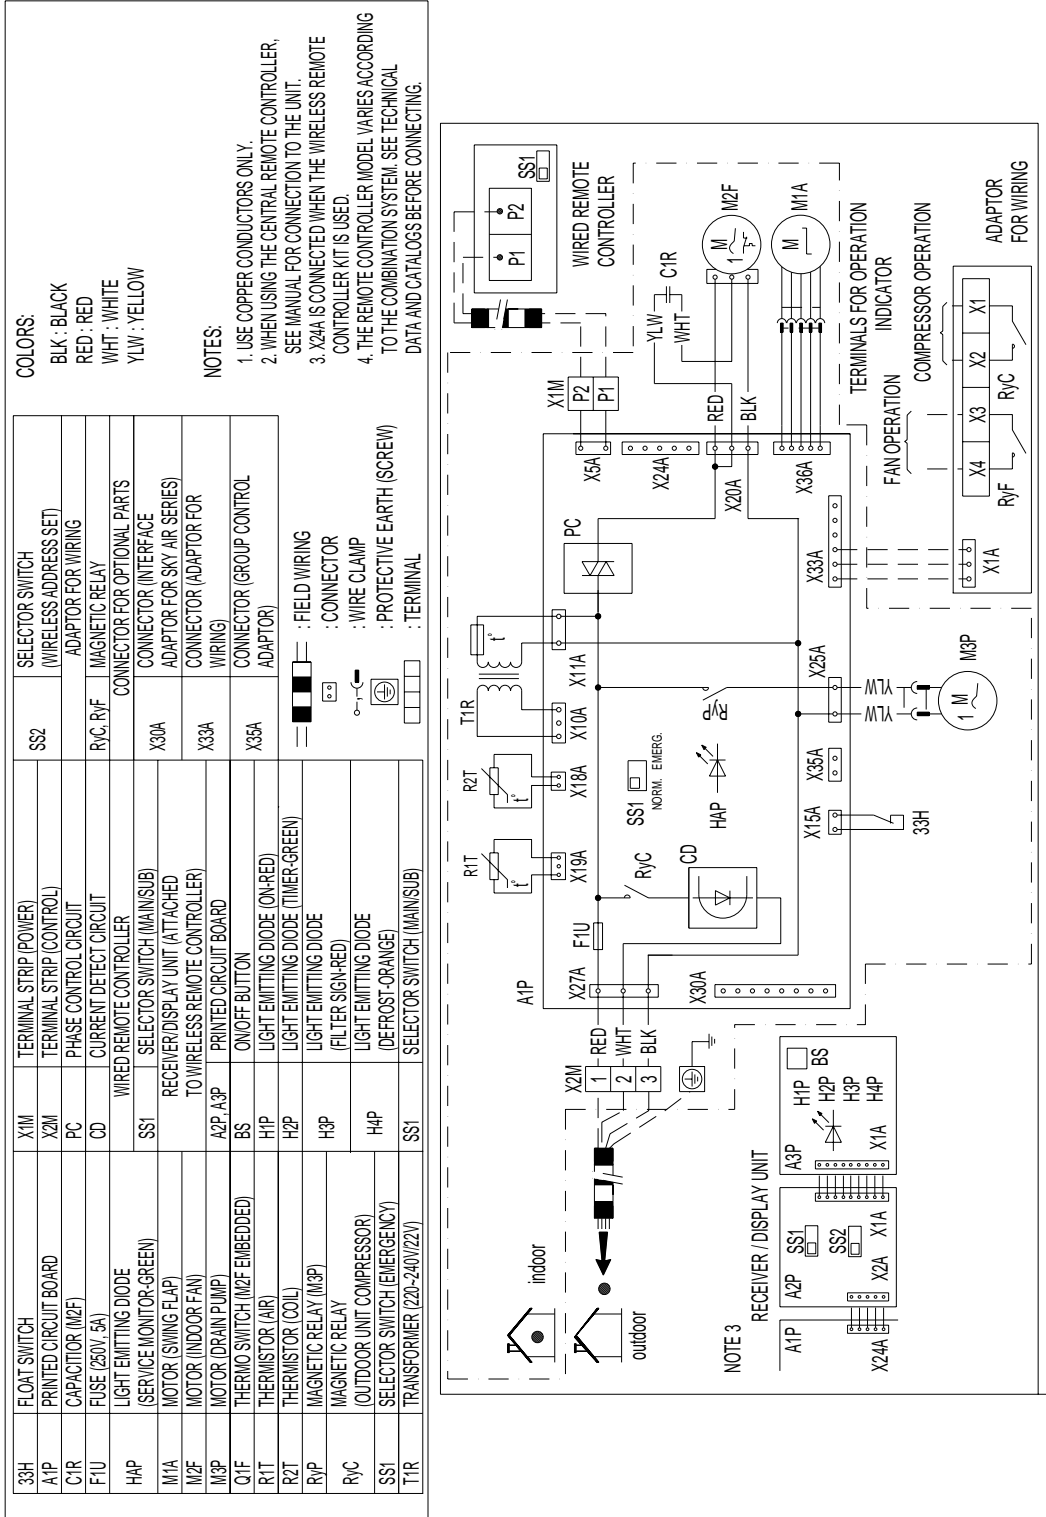 33H FLOAT SWITCH
A1P PRINTED CIRCUIT BOARD
C1R CAPACITIOR (M2F)
F1U FUSE (250V, 5A)
HAP LIGHT EMITTING DIODE
(SERVICE MONITOR-GREEN)
M1A MOTOR (SWING FLAP)
M2F MOTOR (INDOOR FAN)
M3P MOTOR (DRAIN PUMP)
Q1F THERMO SWITCH (M2F EMBEDDED)
R1T THERMISTOR (AIR)
R2T THERMISTOR (COIL)
RyP MAGNETIC RELAY (M3P)
RyC MAGNETIC RELAY
(OUTDOOR UNIT COMPRESSOR)
SS1 SELECTOR SWITCH (EMERGENCY)
T1R TRANSFORMER (220-240V/22V)
X1M TERMINAL STRIP (POWER)
X2M TERMINAL STRIP (CONTROL)
PC PHASE CONTROL CIRCUIT
CD CURRENT DETECT CIRCUIT
WIRED REMOTE CONTROLLER
SS1 SELECTOR SWITCH (MAIN/SUB)
RECEIVER/DISPLAY UNIT (ATTACHED
TO WIRELESS REMOTE CONTROLLER)
A2P, A3P PRINTED CIRCUIT BOARD
BS ON/OFF BUTTON
H1P LIGHT EMITTING DIODE (ON-RED)
H2P LIGHT EMITTING DIODE (TIMER-GREEN)
H3P LIGHT EMITTING DIODE
(FILTER SIGN-RED)
H4P LIGHT EMITTING DIODE
(DEFROST-ORANGE)
SS1 SELECTOR SWITCH (MAIN/SUB)
SS2 SELECTOR SWITCH
(WIRELESS ADDRESS SET)
ADAPTOR FOR WIRING
RyC, RyF MAGNETIC RELAY
CONNECTOR FOR OPTIONAL PARTS
X30A CONNECTOR (INTERFACE
ADAPTOR FOR SKY AIR SERIES)
X33A CONNECTOR (ADAPTOR FOR
WIRING)
X35A CONNECTOR (GROUP CONTROL
ADAPTOR)
: FIELD WIRING
: CONNECTOR
: WIRE CLAMP
: PROTECTIVE EARTH (SCREW)
: TERMINAL
COLORS:
BLK : BLACK
RED : RED
WHT : WHITE
YLW : YELLOW
NOTES:
1. USE COPPER CONDUCTORS ONLY.
2. WHEN USING THE CENTRAL REMOTE CONTROLLER,
SEE MANUAL FOR CONNECTION TO THE UNIT.
3. X24A IS CONNECTED WHEN THE WIRELESS REMOTE
CONTROLLER KIT IS USED.
4. THE REMOTE CONTROLLER MODEL VARIES ACCORDING
TO THE COMBINATION SYSTEM. SEE TECHNICAL
DATA AND CATALOGS BEFORE CONNECTING.
indoor
outdoor
X2M
1 2 3
RED
WHT
BLK
A1P
X27A
F1U
X30A
R1T
t°
X19A
R2T
t°
X18A
T1R
t°
X10A
X11A
PC
X5A
X24A
X20A
X36A
X1M
P2
P1
P1 P2
SS1
WIRED REMOTE
CONTROLLER
YLW
WHT
C1R
RED
BLK
M2F
M
1
M1A
M
RyC
CD
SS1
NORM. EMERG.
HAP
RyP
X15A
33H
X35A
X25A
YLW
YLW
M3P
M
1
X33A
TERMINALS FOR OPERATION
INDICATOR
FAN OPERATION
COMPRESSOR OPERATION
X4 X3 X2 X1
RyF
RyC
X1A
ADAPTOR
FOR WIRING
NOTE 3
RECEIVER / DISPLAY UNIT
A1P
X24A
A2P
X2A
SS1
SS2
X1A
A3P
X1A
H1P
H2P
H3P
H4P
BS